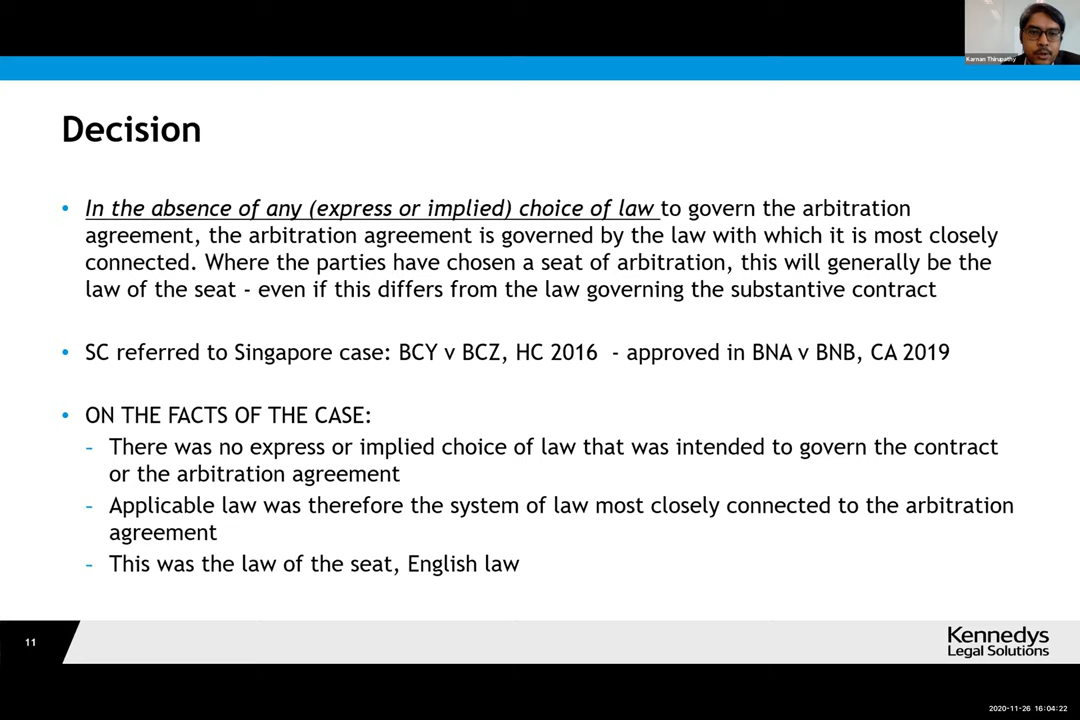 Karnan Thirupathy
Decision
• In the absence of any (express or implied) choice of law to govern the arbitration
agreement, the arbitration agreement is governed by the law with which it is most closely
connected. Where the parties have chosen a seat of arbitration, this will generally be the
law of the seat - even if this differs from the law governing the substantive contract
• SC referred to Singapore case: BCY v BCZ, HC 2016 - approved in BNA v BNB, CA 2019
• ON THE FACTS OF THE CASE:
- There was no express or implied choice of law that was intended to govern the contract
or the arbitration agreement
- Applicable law was therefore the system of law most closely connected to the arbitration
agreement
- This was the law of the seat, English law
11
Kennedys
Legal Solutions
2020-11-26 16:04:22